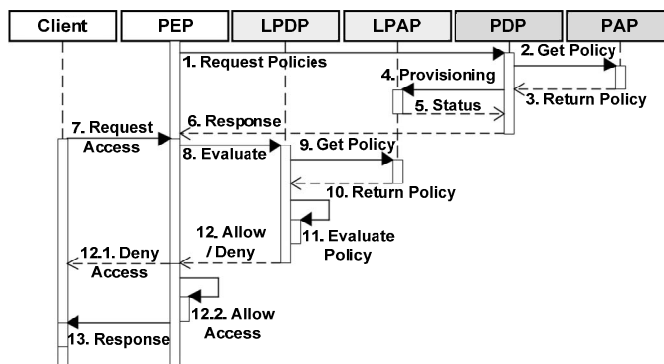 Client PEP LPDP LPAP PDP PAP
1. Request Policies
2. Get Policy
3. Return Policy
4. Provisioning
5. Status
6. Response
7. Request
Access
8. Evaluate
9. Get Policy
10. Return Policy
11. Evaluate
Policy
12. Allow
/ Deny
12.1. Deny
Access
12.2. Allow
Access
13. Response